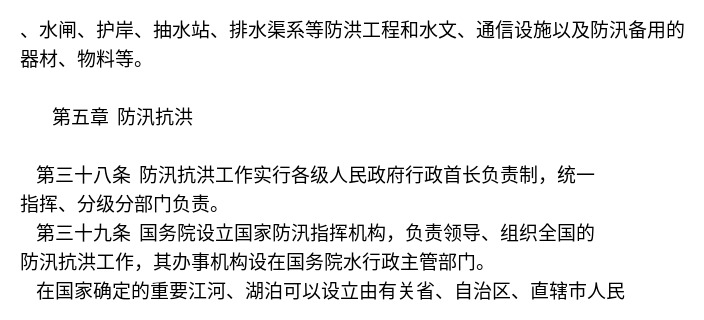 、水闸、护岸、抽水站、排水渠系等防洪工程和水文、通信设施以及防汛备用的
器材、物料等。
第五章 防汛抗洪
第三十八条 防汛抗洪工作实行各级人民政府行政首长负责制，统一
指挥、分级分部门负责。
第三十九条 国务院设立国家防汛指挥机构，负责领导、组织全国的
防汛抗洪工作，其办事机构设在国务院水行政主管部门。
在国家确定的重要江河、湖泊可以设立由有关省、自治区、直辖市人民